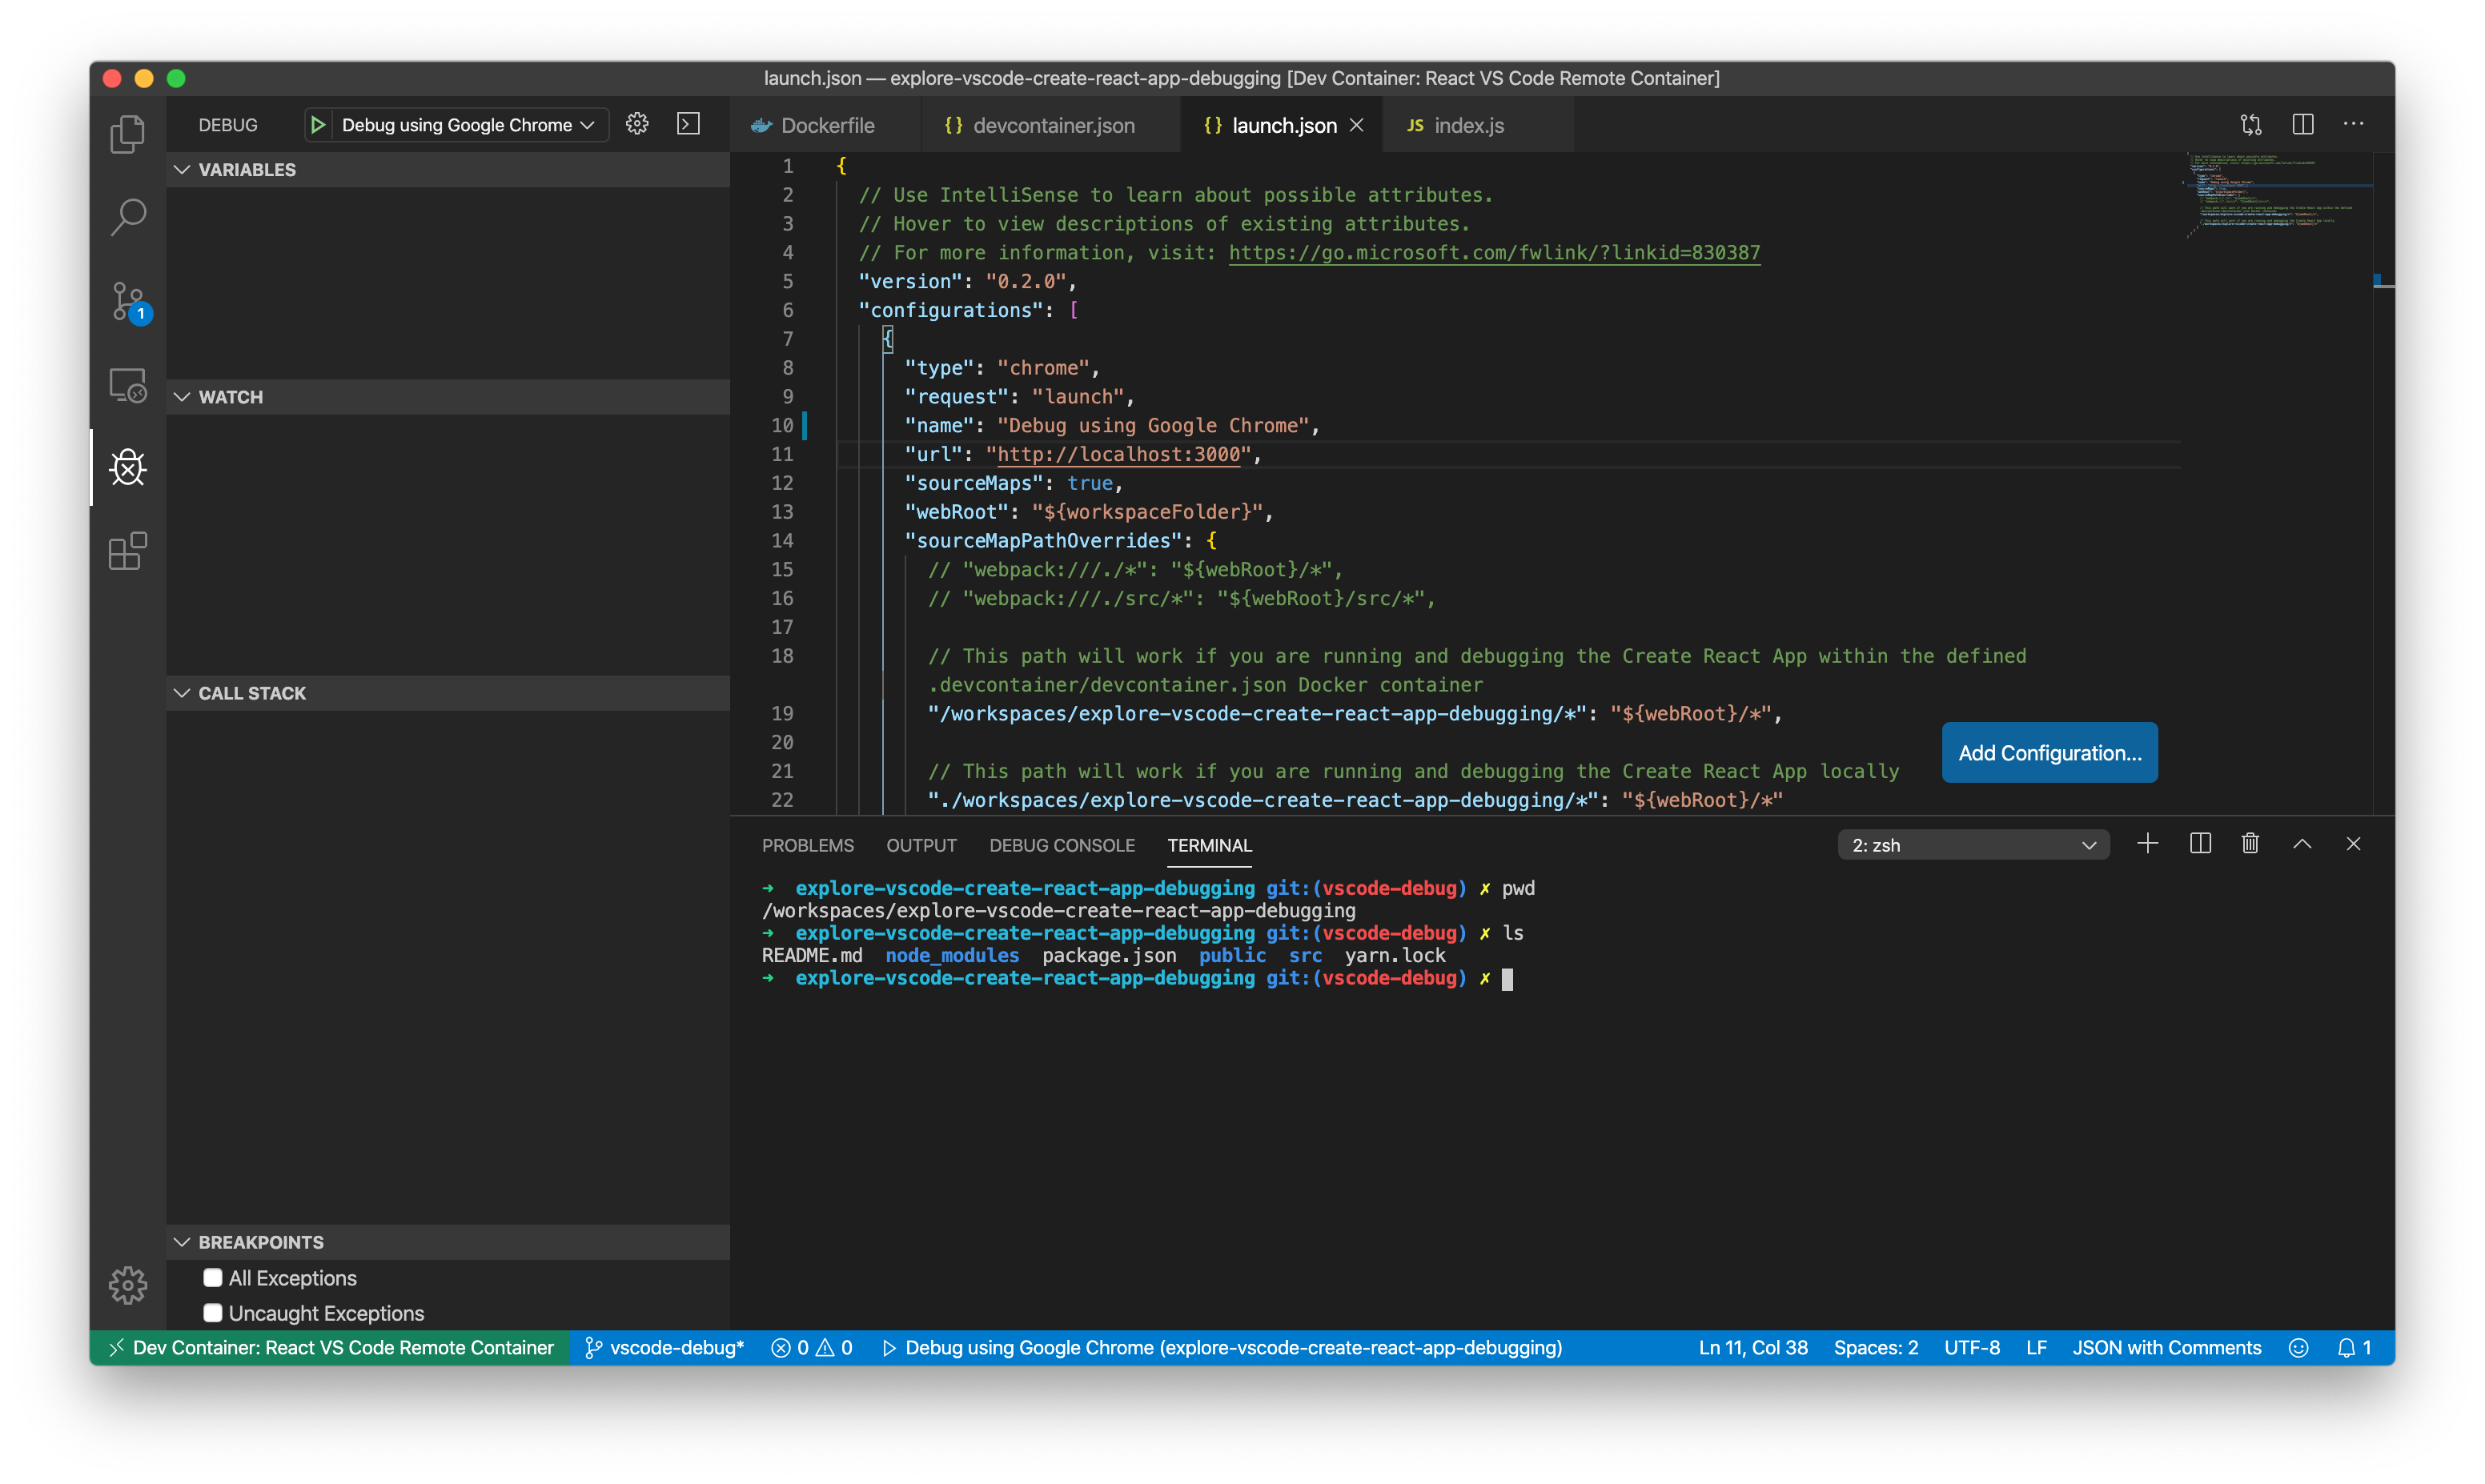 launch.json — explore-vscode-create-react-app-debugging [Dev Container: React VS Code Remote Container]
DEBUG
Debug using Google Chrome
Dockerfile
{} devcontainer.json
{} launch.json
JS index.js
VARIABLES
WATCH
CALL STACK
BREAKPOINTS
All Exceptions
Uncaught Exceptions
1
1 {
2 // Use IntelliSense to learn about possible attributes.
3 // Hover to view descriptions of existing attributes.
4 // For more information, visit: https://go.microsoft.com/fwlink/?linkid=830387
5 "version": "0.2.0",
6 "configurations": [
7 {
8 "type": "chrome",
9 "request": "launch",
10 "name": "Debug using Google Chrome",
11 "url": "http://localhost:3000",
12 "sourceMaps": true,
13 "webRoot": "${workspaceFolder}",
14 "sourceMapPathOverrides": {
15 // "webpack:///./*": "${webRoot}/*",
16 // "webpack:///./src/*": "${webRoot}/src/*",
17
18 // This path will work if you are running and debugging the Create React App within the defined
.devcontainer/devcontainer.json Docker container
19 "/workspaces/explore-vscode-create-react-app-debugging/*": "${webRoot}/*",
20
21 // This path will work if you are running and debugging the Create React App locally
22 "./workspaces/explore-vscode-create-react-app-debugging/*": "${webRoot}/*"
Add Configuration...
PROBLEMS OUTPUT DEBUG CONSOLE TERMINAL
2: zsh
➜ explore-vscode-create-react-app-debugging git:(vscode-debug) ✗ pwd
/workspaces/explore-vscode-create-react-app-debugging
➜ explore-vscode-create-react-app-debugging git:(vscode-debug) ✗ ls
README.md node_modules package.json public src yarn.lock
➜ explore-vscode-create-react-app-debugging git:(vscode-debug) ✗
Dev Container: React VS Code Remote Container
vscode-debug*
0 0
Debug using Google Chrome (explore-vscode-create-react-app-debugging)
Ln 11, Col 38
Spaces: 2
UTF-8
LF
JSON with Comments
1